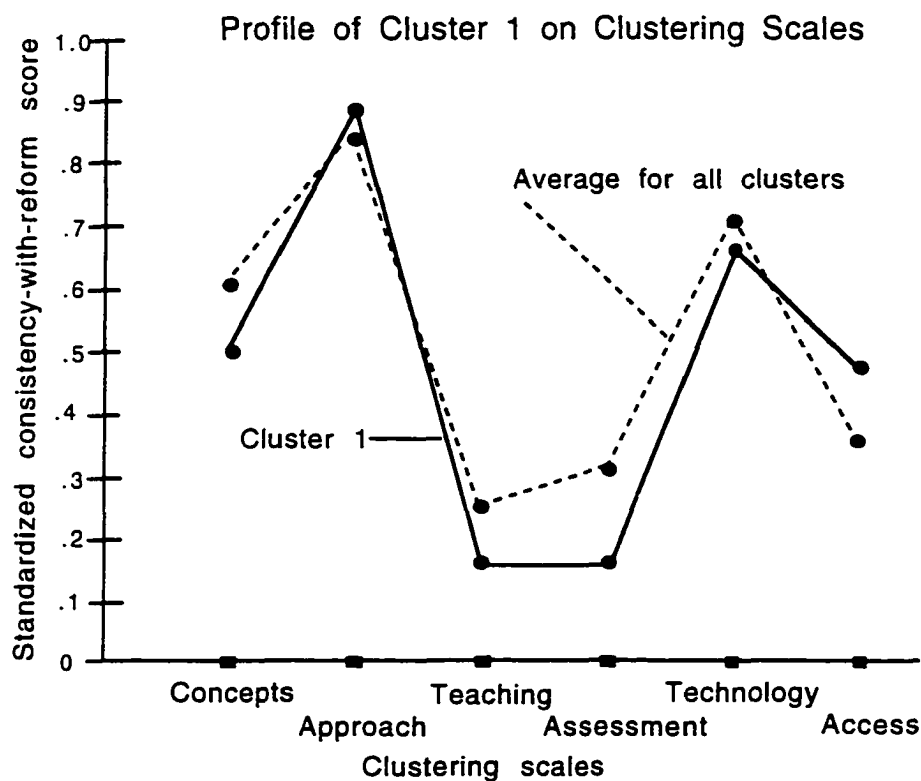 Profile of Cluster 1 on Clustering Scales
Standardized consistency-with-reform score
1.0
.9
.8
.7
.6
.5
.4
.3
.2
.1
0
Average for all clusters
Cluster 1
Concepts
Approach
Teaching
Assessment
Technology
Access
Clustering scales